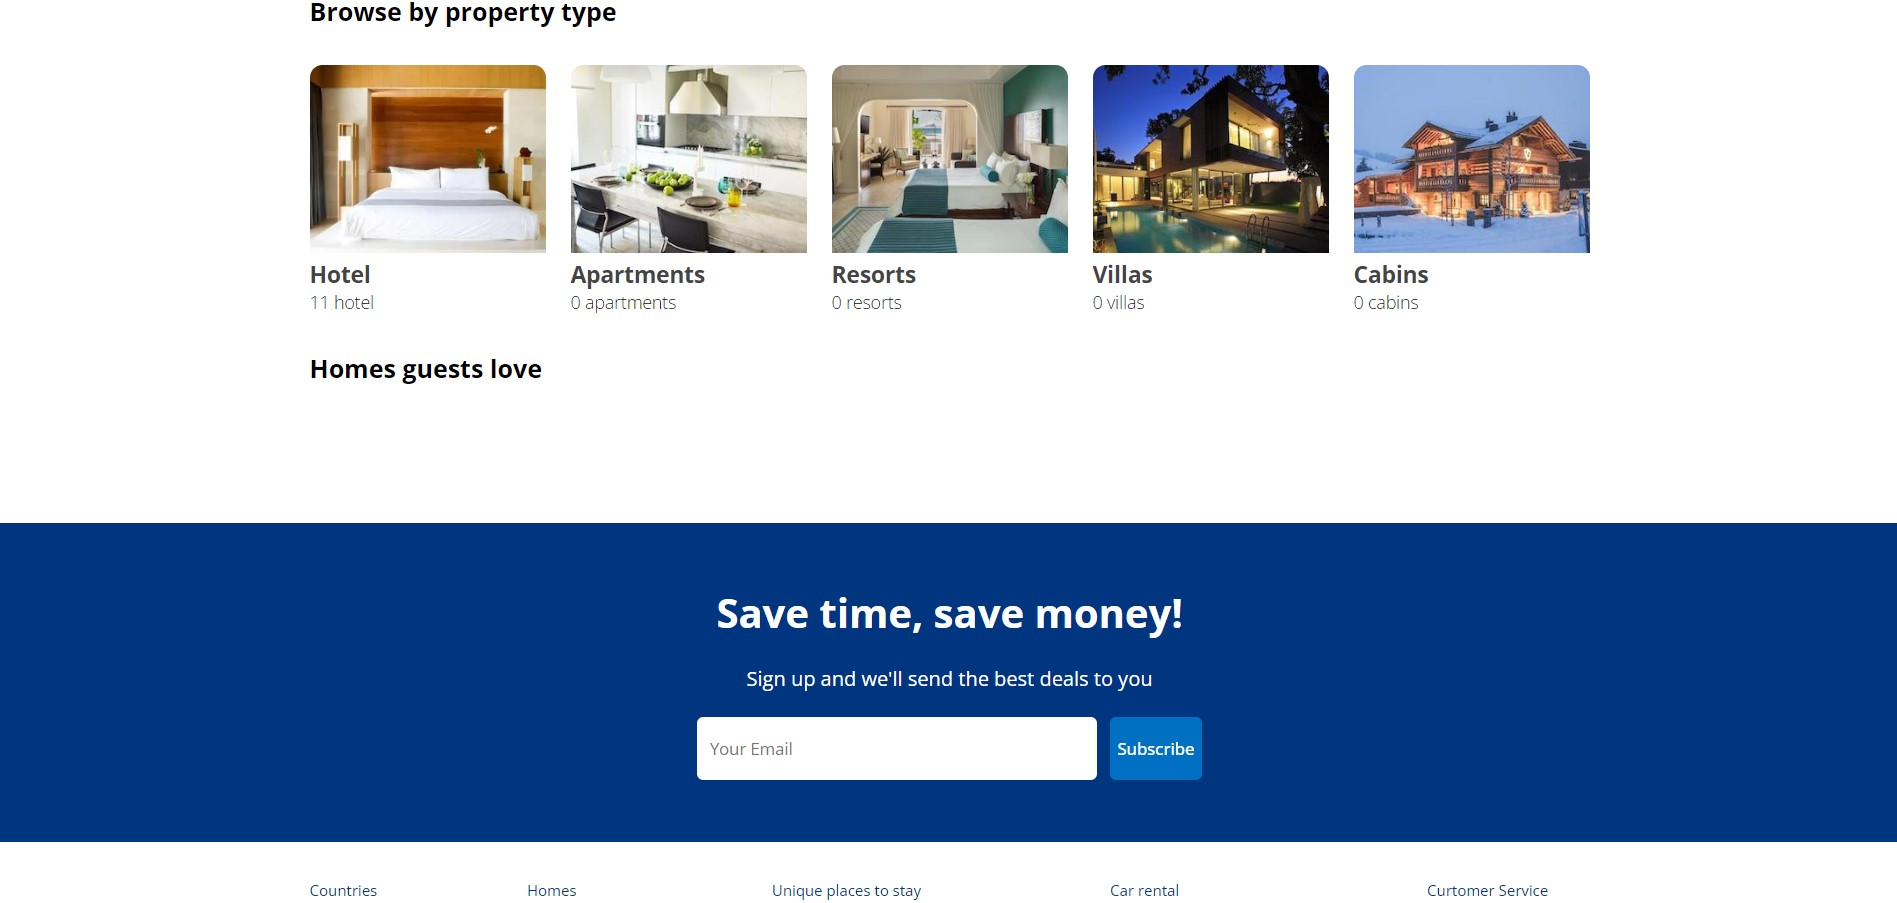 Browse by property type
Hotel
11 hotel
Apartments
0 apartments
Resorts
0 resorts
Villas
0 villas
Cabins
0 cabins
Homes guests love
Save time, save money!
Sign up and we'll send the best deals to you
Your Email
Subscribe
Countries
Homes
Unique places to stay
Car rental
Curtomer Service